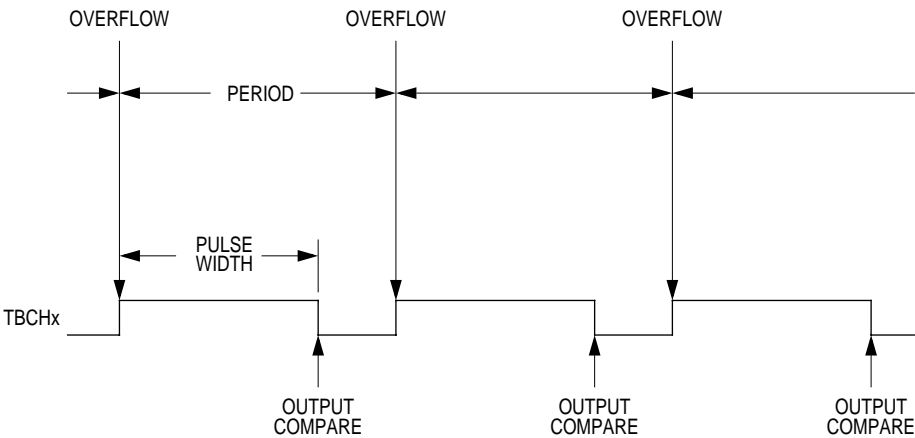 OVERFLOW
OVERFLOW
OVERFLOW
PERIOD
PULSE
WIDTH
TBCHx
OUTPUT
COMPARE
OUTPUT
COMPARE
OUTPUT
COMPARE